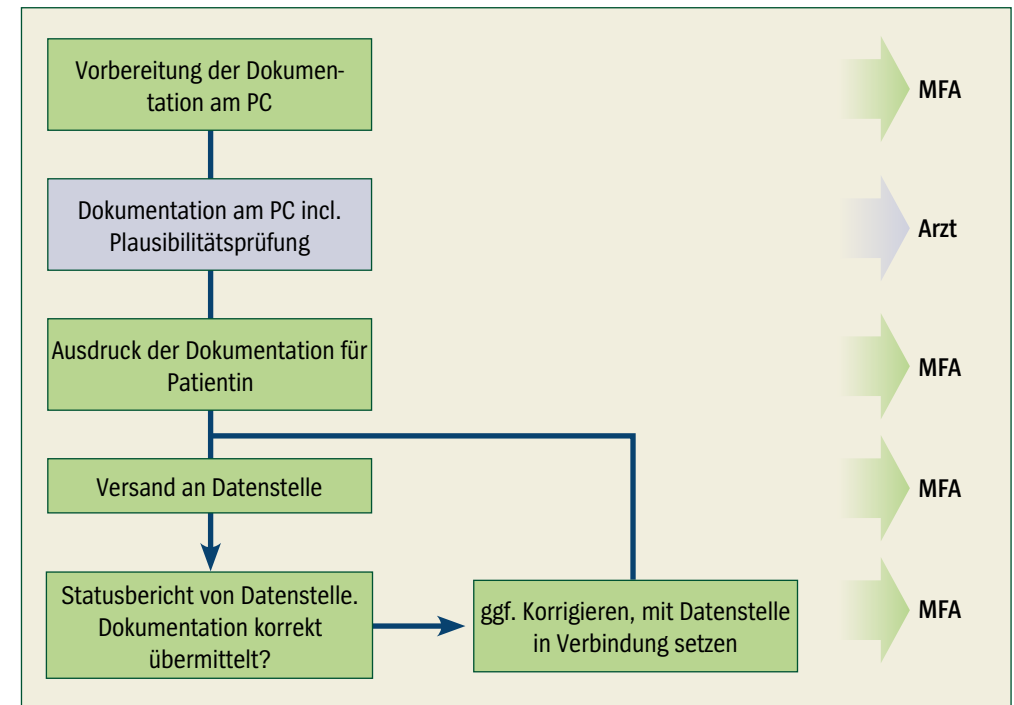 Vorbereitung der Dokumen-
tation am PC
MFA
Dokumentation am PC incl.
Plausibilitätsprüfung
Arzt
Ausdruck der Dokumentation für
Patientin
MFA
Versand an Datenstelle
MFA
Statusbericht von Datenstelle.
Dokumentation korrekt
übermittelt?
ggf. Korrigieren, mit Datenstelle
in Verbindung setzen
MFA